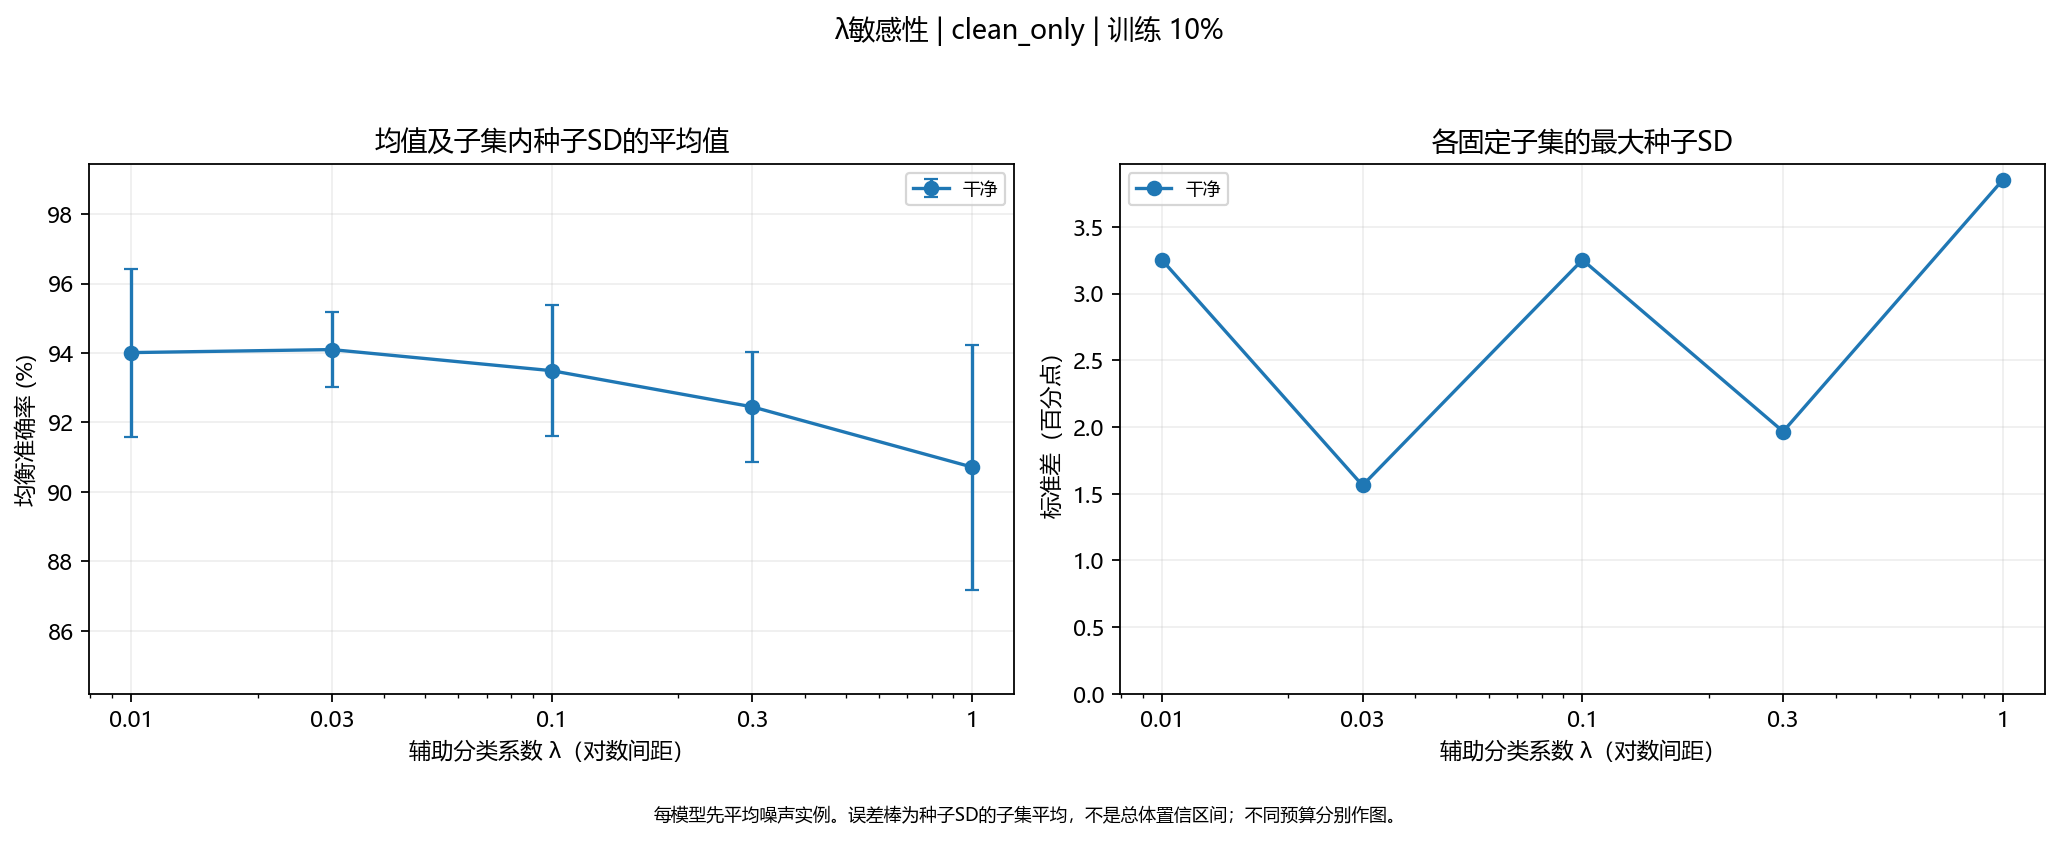 λ敏感性 | clean_only | 训练 10%
均值及子集内种子SD的平均值
干净
均衡准确率 (%)
98
96
94
92
90
88
86
0.01
0.03
0.1
0.3
1
辅助分类系数 λ（对数间距）
各固定子集的最大种子SD
干净
标准差（百分点）
3.5
3.0
2.5
2.0
1.5
1.0
0.5
0.0
0.01
0.03
0.1
0.3
1
辅助分类系数 λ（对数间距）
每模型先平均噪声实例。误差棒为种子SD的子集平均，不是总体置信区间；不同预算分别作图。